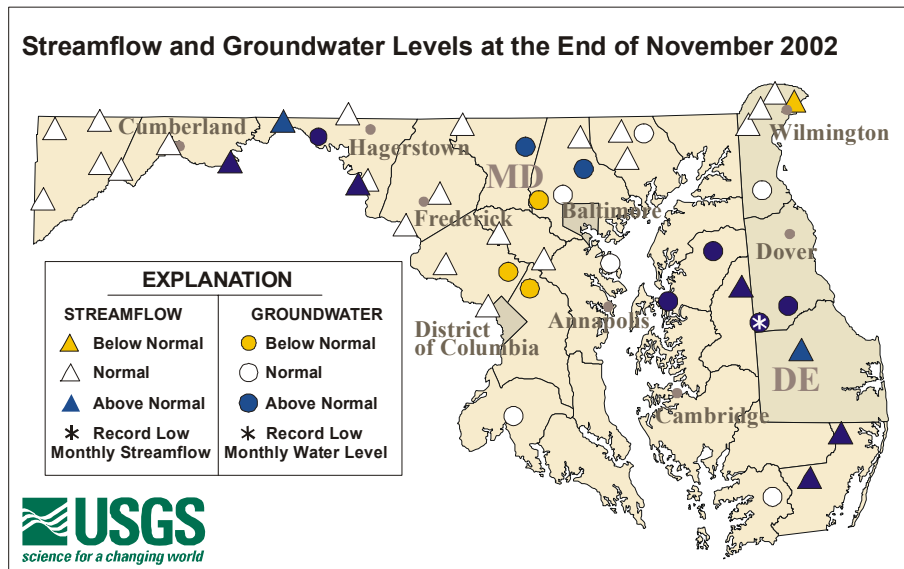 Streamflow and Groundwater Levels at the End of November 2002
Cumberland
Hagerstown
Wilmington
MD
Frederick
Baltimore
Dover
EXPLANATION
STREAMFLOW
GROUNDWATER
Below Normal
Below Normal
Normal
Normal
Above Normal
Above Normal
Record Low
Monthly Streamflow
Record Low
Monthly Water Level
District
of Columbia
Annapolis
DE
Cambridge
USGS
science for a changing world